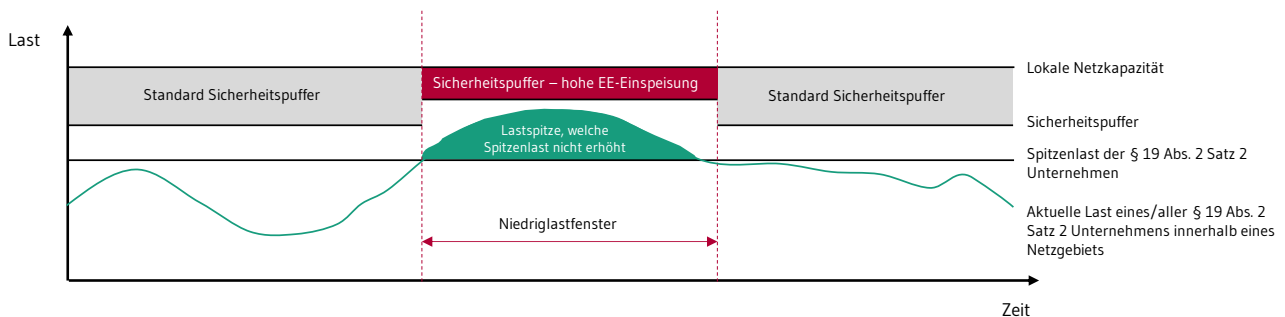 Last
Standard Sicherheitspuffer
Sicherheitspuffer – hohe EE-Einspeisung
Standard Sicherheitspuffer
Lastspitze, welche
Spitzenlast nicht erhöht
Niedriglastfenster
Lokale Netzkapazität
Sicherheitspuffer
Spitzenlast der § 19 Abs. 2 Satz 2
Unternehmen
Aktuelle Last eines/aller § 19 Abs. 2
Satz 2 Unternehmens innerhalb eines
Netzgebiets
Zeit